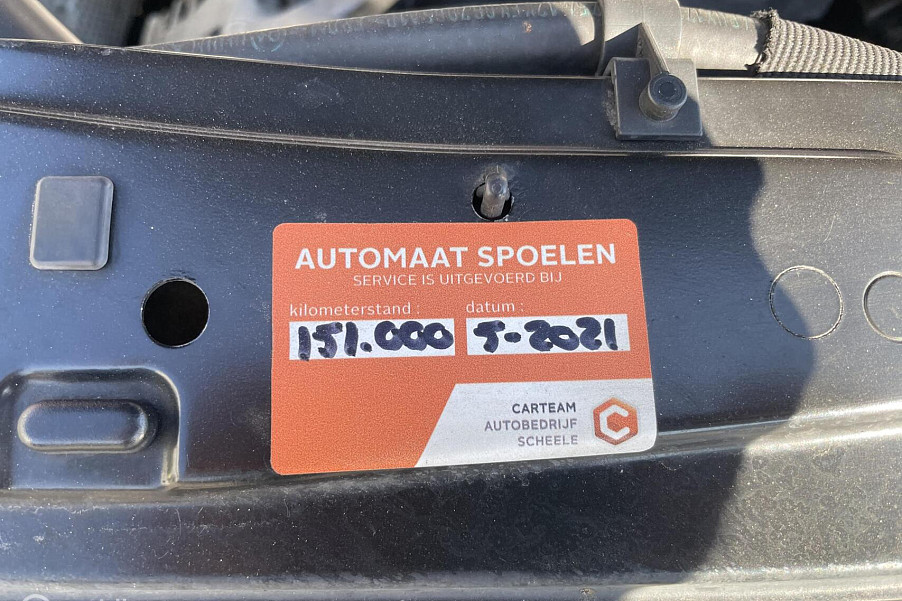 AUTOMAAT SPOELEN
SERVICE IS UITGEVOERD BIJ
kilometerstand : datum :
151.000 5-2021
CARTEAM
AUTOBEDRIJF
SCHEELE